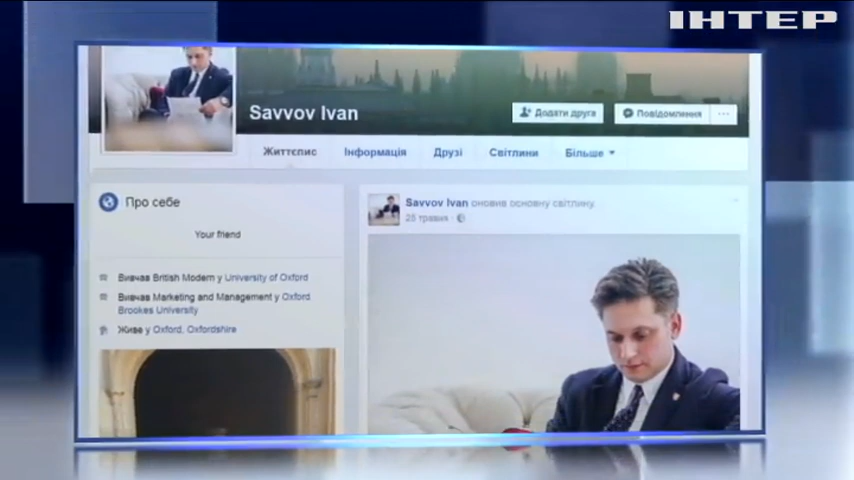 ІНТЕР
Savvov Ivan
Додати друга
Повідомлення
Життєпис Інформація Друзі Світлини Більше
Про себе
Your friend
Вивчав British Modern у University of Oxford
Вивчав Marketing and Management у Oxford
Brookes University
Живе у Oxford, Oxfordshire
Savvov Ivan оновив основну світлину.
25 травня